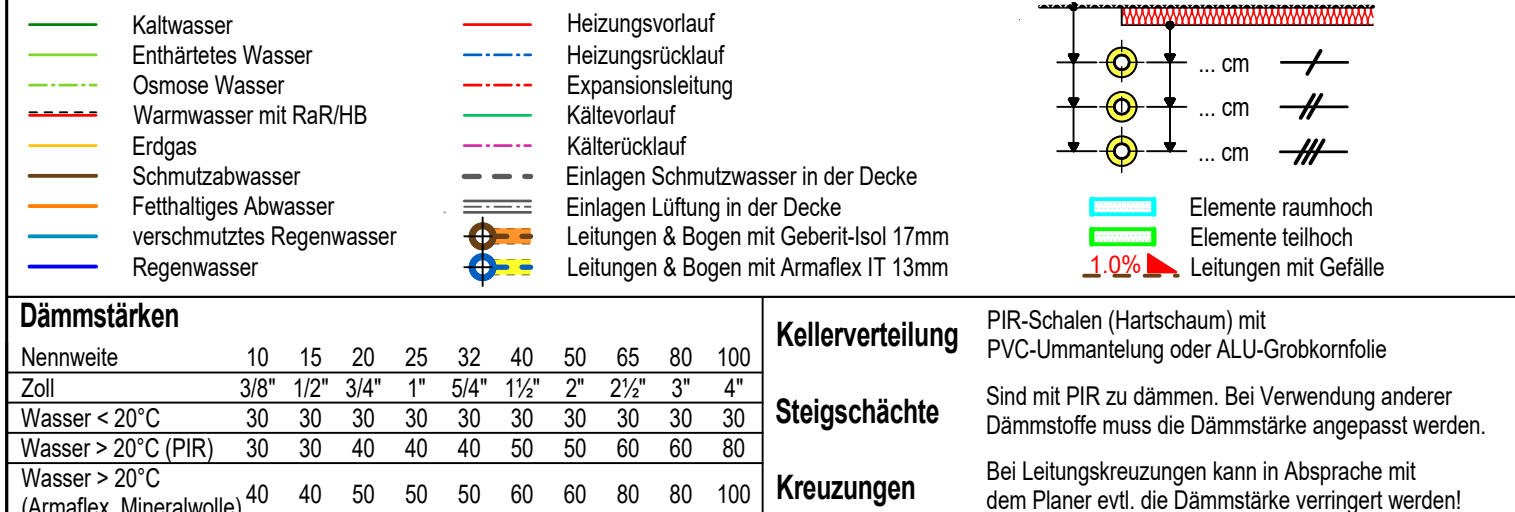 Kaltwasser
Enthärtetes Wasser
Osmose Wasser
Warmwasser mit RaR/HB
Erdgas
Schmutzabwasser
Fetthaltiges Abwasser
verschmutztes Regenwasser
Regenwasser
Heizungsvorlauf
Heizungsrücklauf
Expansionsleitung
Kältevorlauf
Kälterücklauf
Einlagen Schmutzwasser in der Decke
Einlagen Lüftung in der Decke
Leitungen & Bogen mit Geberit-Isol 17mm
Leitungen & Bogen mit Armaflex IT 13mm
... cm
... cm
... cm
Elemente raumhoch
Elemente teilhoch
1.0% Leitungen mit Gefälle
Dämmstärken
Nennweite 10 15 20 25 32 40 50 65 80 100
Zoll 3/8" 1/2" 3/4" 1" 5/4" 1½" 2" 2½" 3" 4"
Wasser < 20°C 30 30 30 30 30 30 30 30 30 30
Wasser > 20°C (PIR) 30 30 40 40 40 50 50 60 60 80
Wasser > 20°C
(Armaflex, Mineralwolle) 40 40 50 50 50 60 60 80 80 100
Kellerverteilung
PIR-Schalen (Hartschaum) mit
PVC-Ummantelung oder ALU-Grobkornfolie
Steigschächte
Sind mit PIR zu dämmen. Bei Verwendung anderer
Dämmstoffe muss die Dämmstärke angepasst werden.
Kreuzungen
Bei Leitungskreuzungen kann in Absprache mit
dem Planer evtl. die Dämmstärke verringert werden!